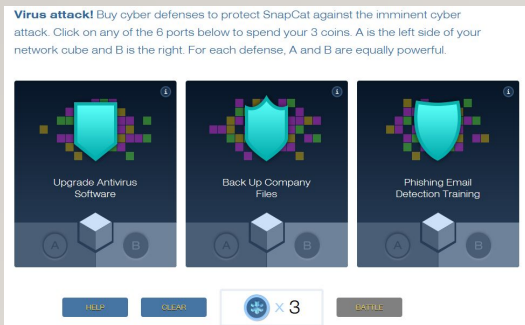 Virus attack! Buy cyber defenses to protect SnapCat against the imminent cyber
attack. Click on any of the 6 ports below to spend your 3 coins. A is the left side of your
network cube and B is the right. For each defense, A and B are equally powerful.
i
i
i
Upgrade Antivirus
Software
Back Up Company
Files
Phishing Email
Detection Training
A B
A B
A B
HELP CLEAR x 3 BATTLE